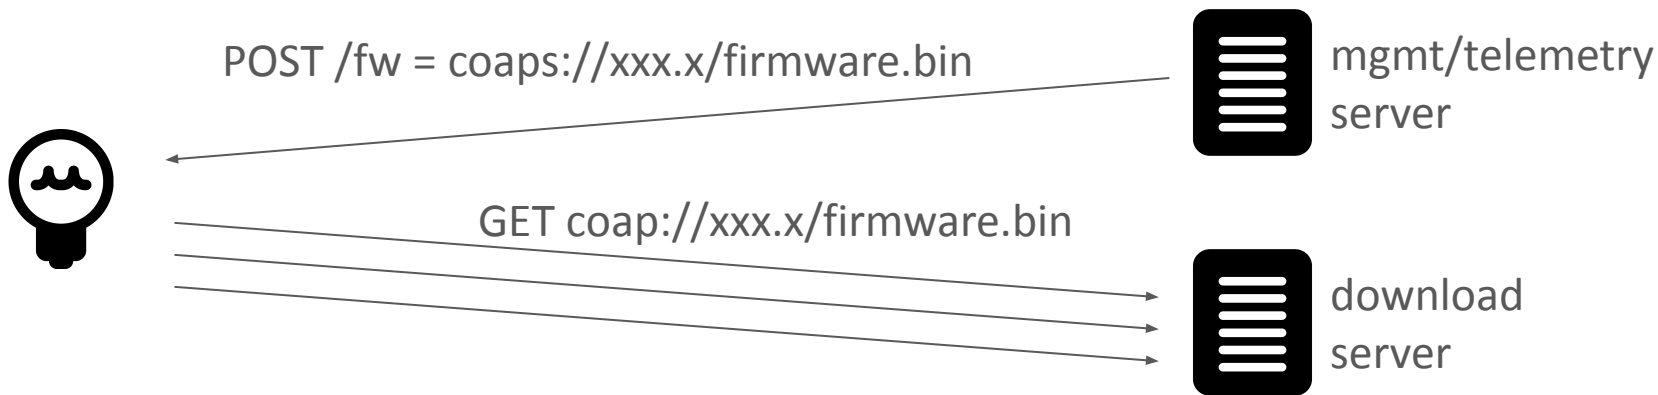 POST /fw = coaps://xxx.x/firmware.bin
mgmt/telemetry
server
GET coap://xxx.x/firmware.bin
download
server